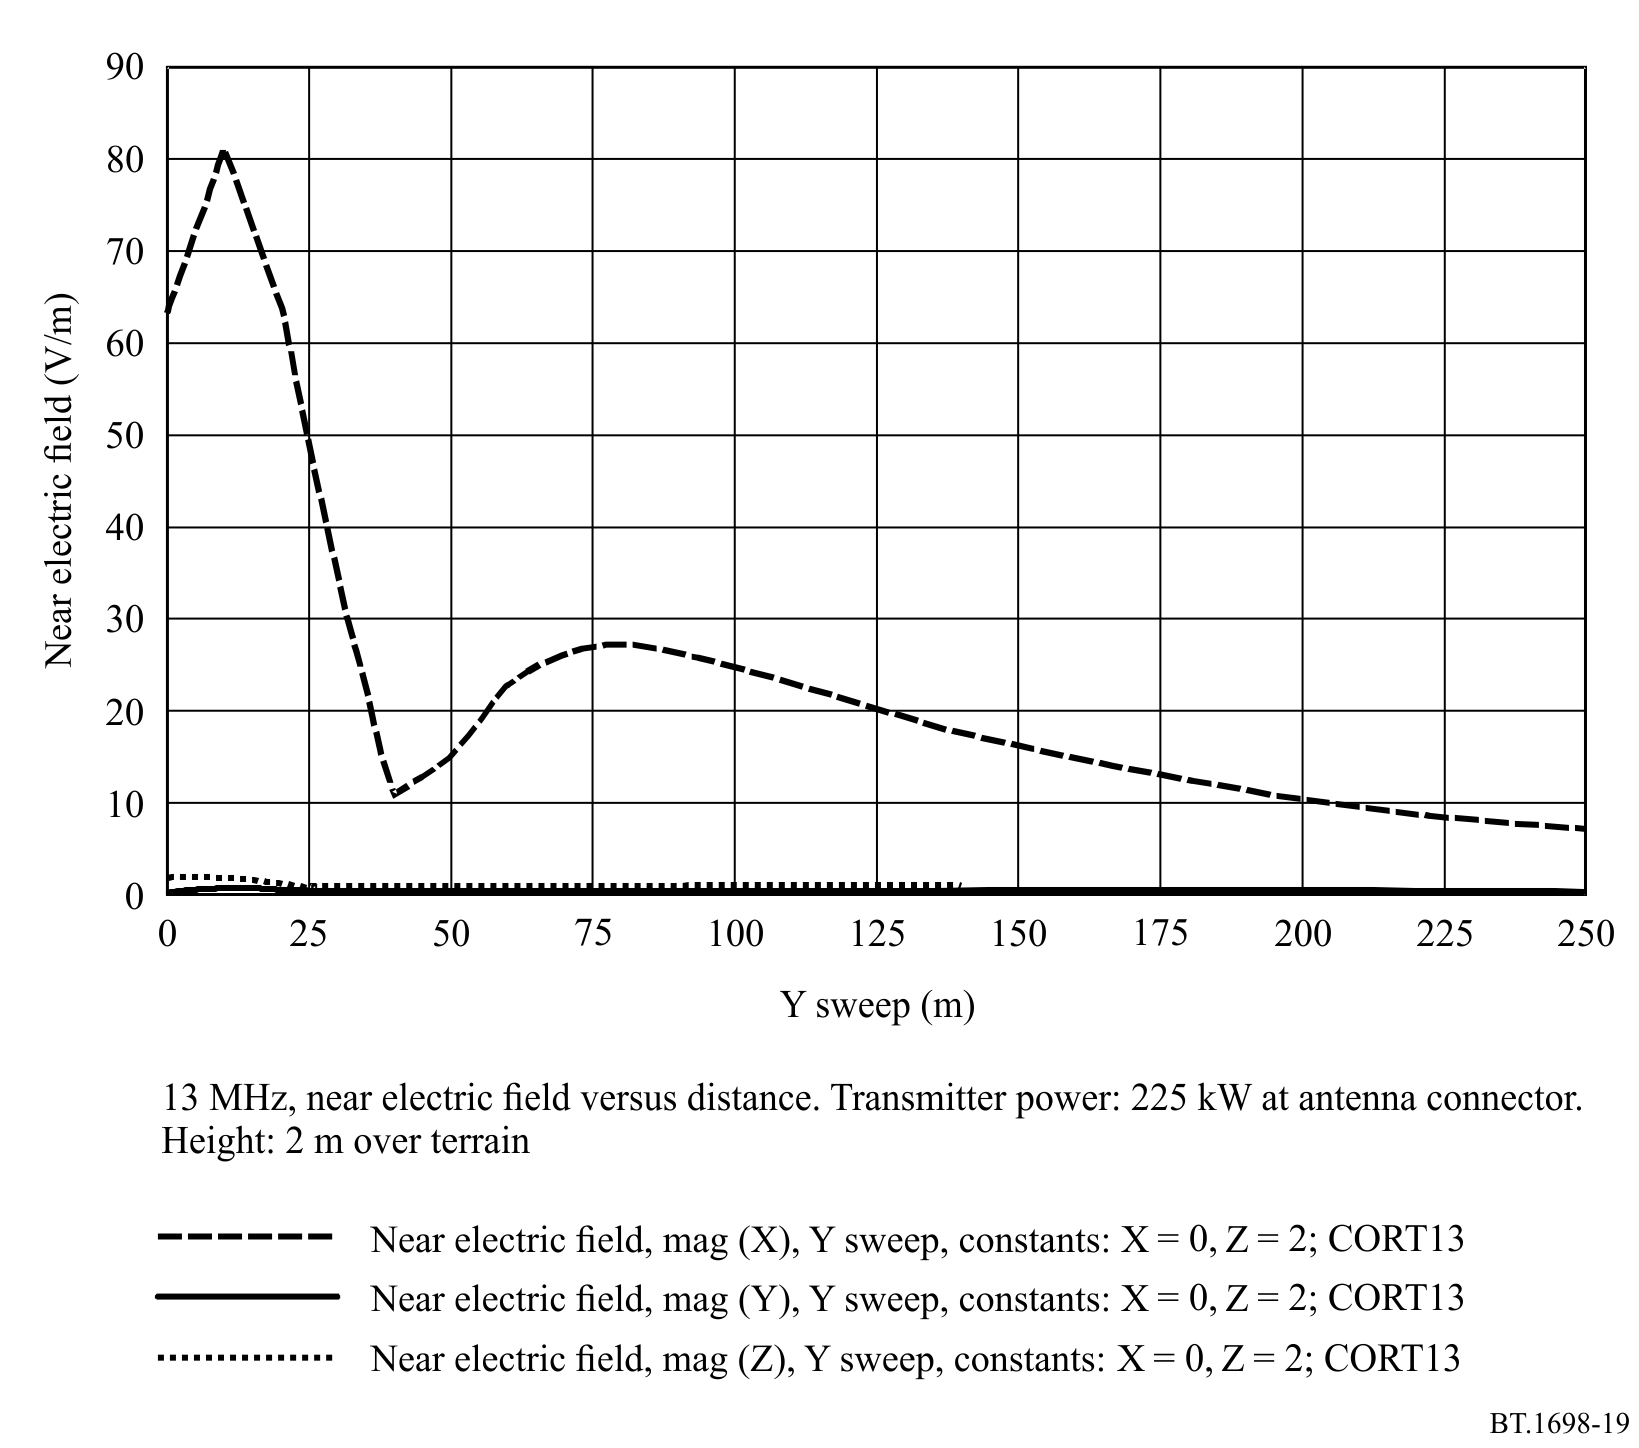 90
80
70
60
50
40
30
20
10
0
Near electric field (V/m)
0 25 50 75 100 125 150 175 200 225 250
Y sweep (m)
13 MHz, near electric field versus distance. Transmitter power: 225 kW at antenna connector.
Height: 2 m over terrain
Near electric field, mag (X), Y sweep, constants: X = 0, Z = 2; CORT13
Near electric field, mag (Y), Y sweep, constants: X = 0, Z = 2; CORT13
Near electric field, mag (Z), Y sweep, constants: X = 0, Z = 2; CORT13
BT.1698-19